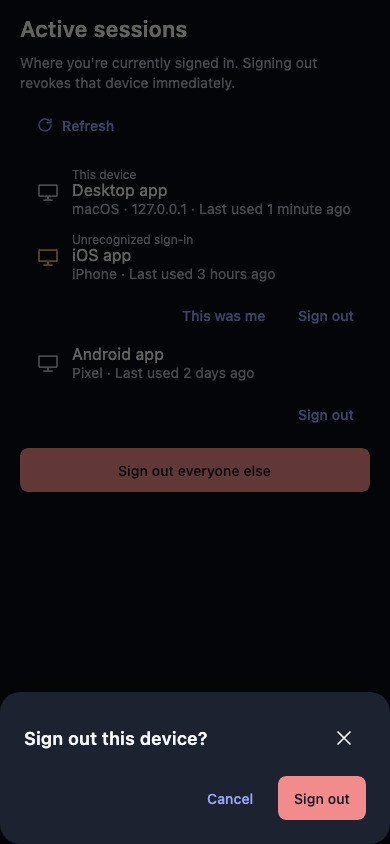 Active sessions
Where you're currently signed in. Signing out
revokes that device immediately.
Refresh
This device
Desktop app
macOS · 127.0.0.1 · Last used 1 minute ago
Unrecognized sign-in
iOS app
iPhone · Last used 3 hours ago
This was me
Sign out
Android app
Pixel · Last used 2 days ago
Sign out
Sign out everyone else
Sign out this device?
Cancel
Sign out